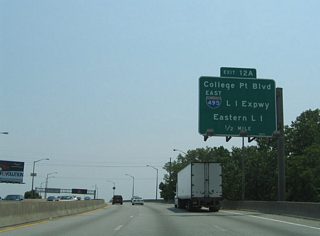 EXIT 12A
College Pt Blvd
EAST
495
L I Expwy
Eastern L I
1/2 MILE